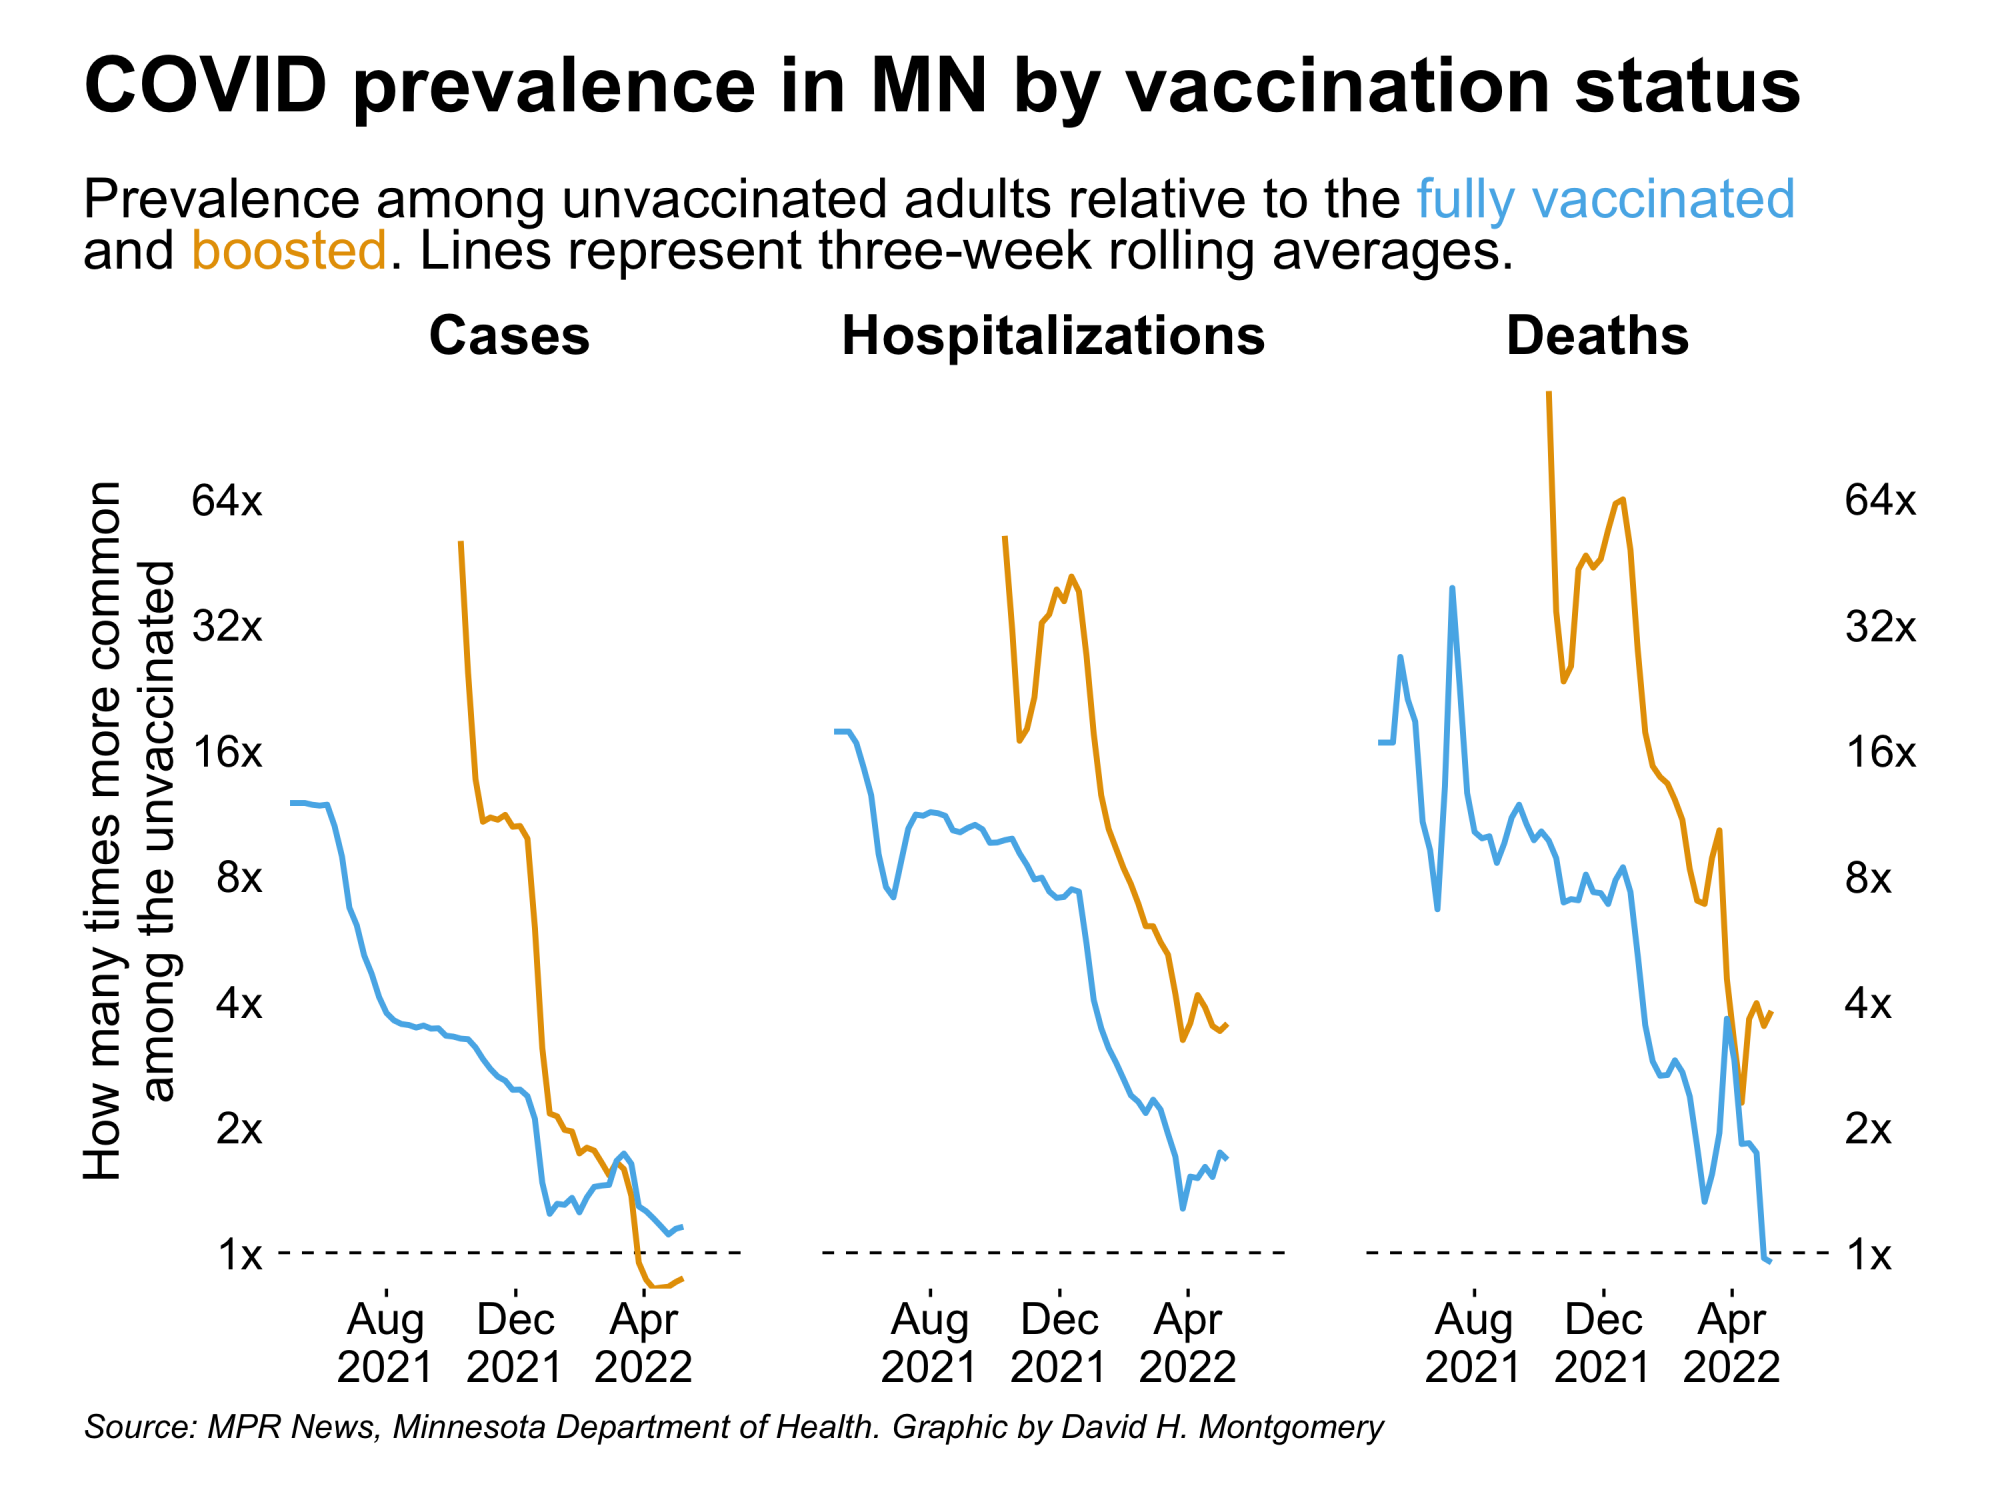 COVID prevalence in MN by vaccination status
Prevalence among unvaccinated adults relative to the fully vaccinated
and boosted. Lines represent three-week rolling averages.
Cases
Hospitalizations
Deaths
How many times more common
among the unvaccinated
64x
32x
16x
8x
4x
2x
1x
64x
32x
16x
8x
4x
2x
1x
Aug
2021
Dec
2021
Apr
2022
Aug
2021
Dec
2021
Apr
2022
Aug
2021
Dec
2021
Apr
2022
Source: MPR News, Minnesota Department of Health. Graphic by David H. Montgomery